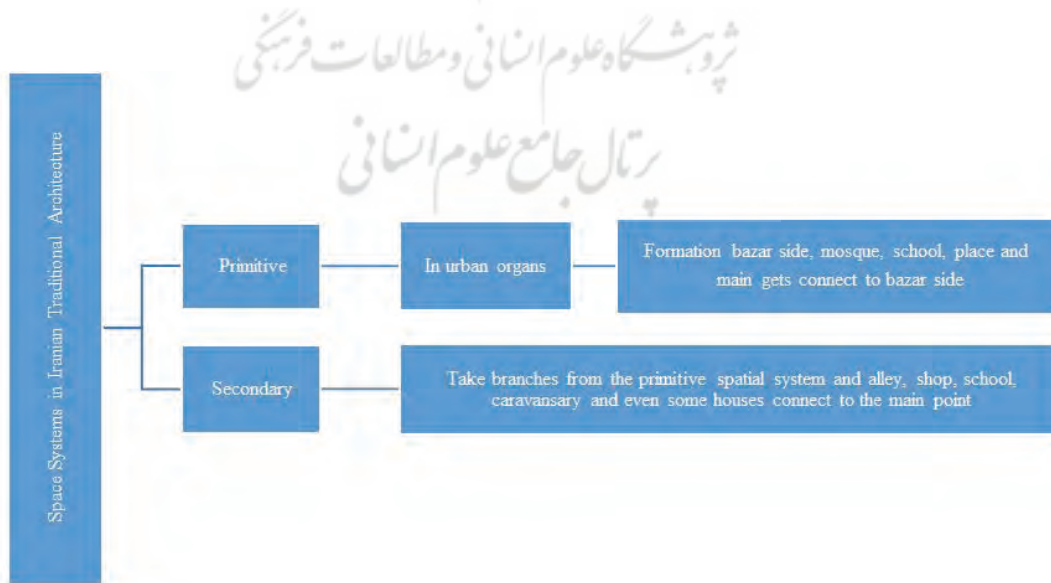 پژوهشگاه علوم انسانی و مطالعات فرهنگی
پرتال جامع علوم انسانی
Space Systems in Iranian Traditional Architecture
Primitive
In urban organs
Formation bazar side, mosque, school, place and
main gets connect to bazar side
Secondary
Take branches from the primitive spatial system and alley, shop, school,
caravansary and even some houses connect to the main point